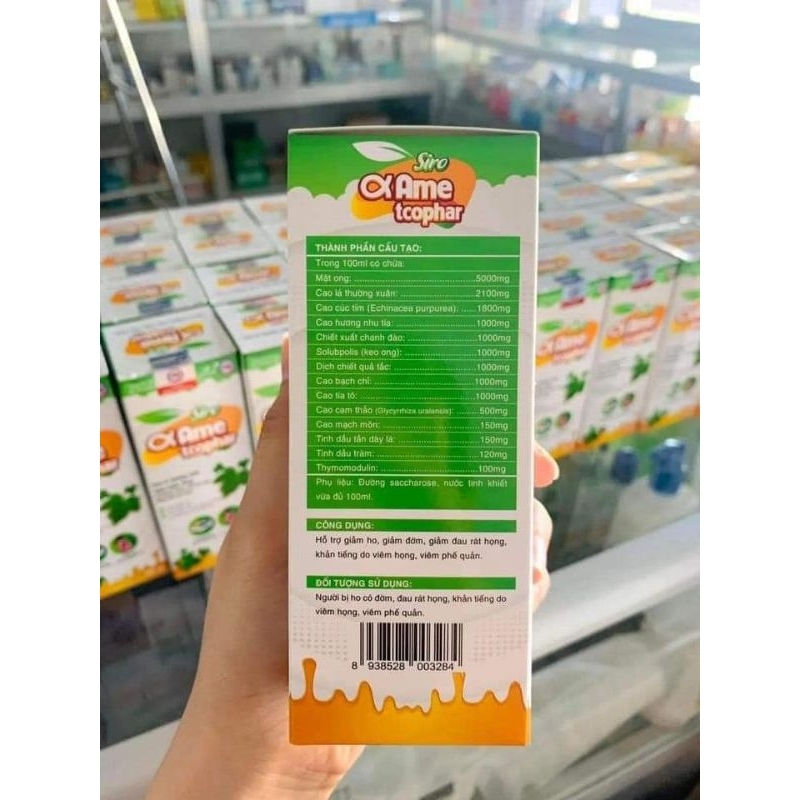 Siro
αAme
tcophar
THÀNH PHẦN CẤU TẠO:
Trong 100ml có chứa:
Mật ong: 5000mg
Cao lá thường xuân: 2100mg
Cao cúc tím (Echinacea purpurea): 1800mg
Cao hương nhu tía: 1000mg
Chiết xuất chanh đào: 1000mg
Solubpolis (keo ong): 1000mg
Dịch chiết quả tắc: 1000mg
Cao bạch chỉ: 1000mg
Cao tía tô: 1000mg
Cao cam thảo (Glycyrrhiza uralensis): 500mg
Cao mạch môn: 150mg
Tinh dầu tần dày lá: 150mg
Tinh dầu tràm: 120mg
Thymomodulin: 100mg
Phụ liệu: Đường saccharose, nước tinh khiết
vừa đủ 100ml.
CÔNG DỤNG:
Hỗ trợ giảm ho, giảm đờm, giảm đau rát họng,
khản tiếng do viêm họng, viêm phế quản.
ĐỐI TƯỢNG SỬ DỤNG:
Người bị ho có đờm, đau rát họng, khản tiếng do
viêm họng, viêm phế quản.
8 938528 003284
Siro
αAme
tcophar